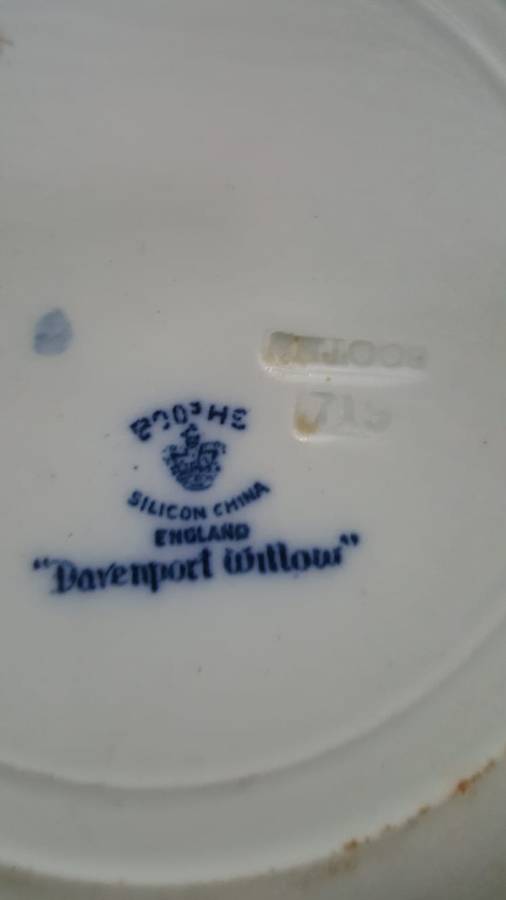 BOOTHS
SILICON CHINA
ENGLAND
"Davenport Willow"